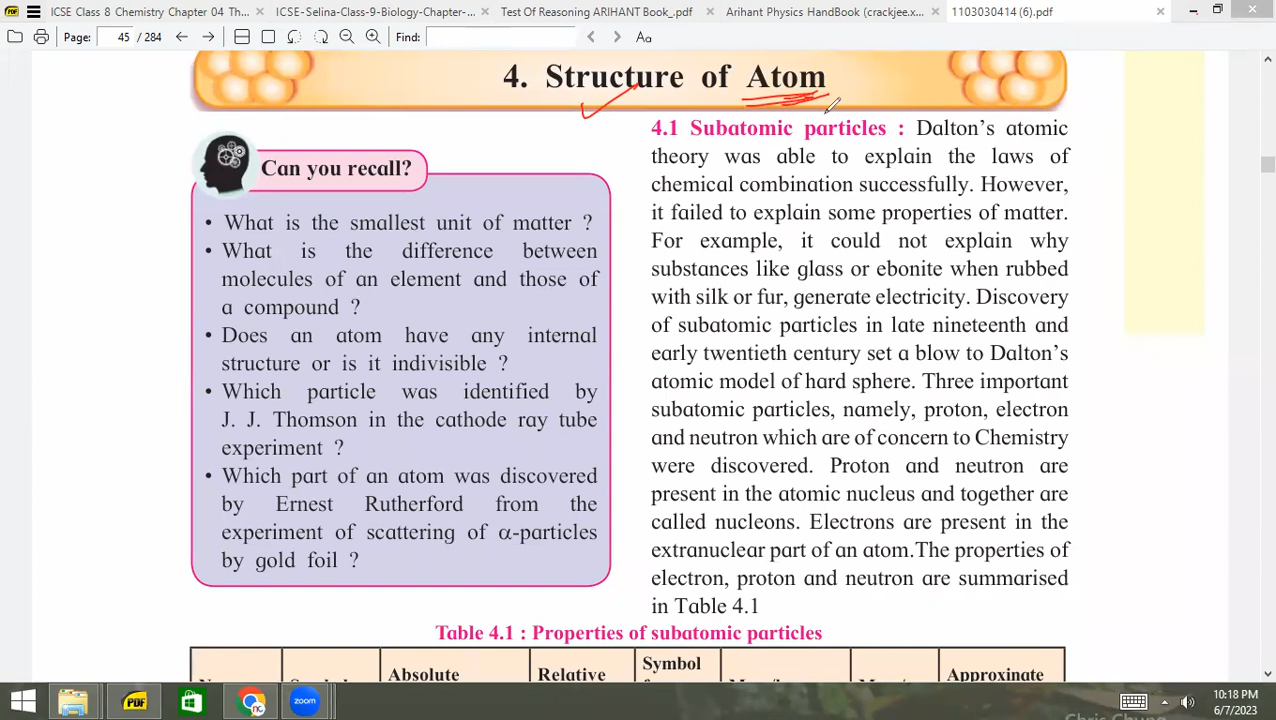 ICSE Class 8 Chemistry Chapter 04 Th...
ICSE-Selina-Class-9-Biology-Chapter-...
Test Of Reasoning ARIHANT Book_.pdf
Arihant Physics HandBook (crackjee.x...
1103030414 (6).pdf
Page: 45 / 284
Find:
Aa
4. Structure of Atom
Can you recall?
• What is the smallest unit of matter ?
• What is the difference between
molecules of an element and those of
a compound ?
• Does an atom have any internal
structure or is it indivisible ?
• Which particle was identified by
J. J. Thomson in the cathode ray tube
experiment ?
• Which part of an atom was discovered
by Ernest Rutherford from the
experiment of scattering of α-particles
by gold foil ?
4.1 Subatomic particles : Dalton's atomic
theory was able to explain the laws of
chemical combination successfully. However,
it failed to explain some properties of matter.
For example, it could not explain why
substances like glass or ebonite when rubbed
with silk or fur, generate electricity. Discovery
of subatomic particles in late nineteenth and
early twentieth century set a blow to Dalton's
atomic model of hard sphere. Three important
subatomic particles, namely, proton, electron
and neutron which are of concern to Chemistry
were discovered. Proton and neutron are
present in the atomic nucleus and together are
called nucleons. Electrons are present in the
extranuclear part of an atom.The properties of
electron, proton and neutron are summarised
in Table 4.1
Table 4.1 : Properties of subatomic particles
Absolute
Relative
Symbol
Approximate
PDF
zoom
10:18 PM
6/7/2023